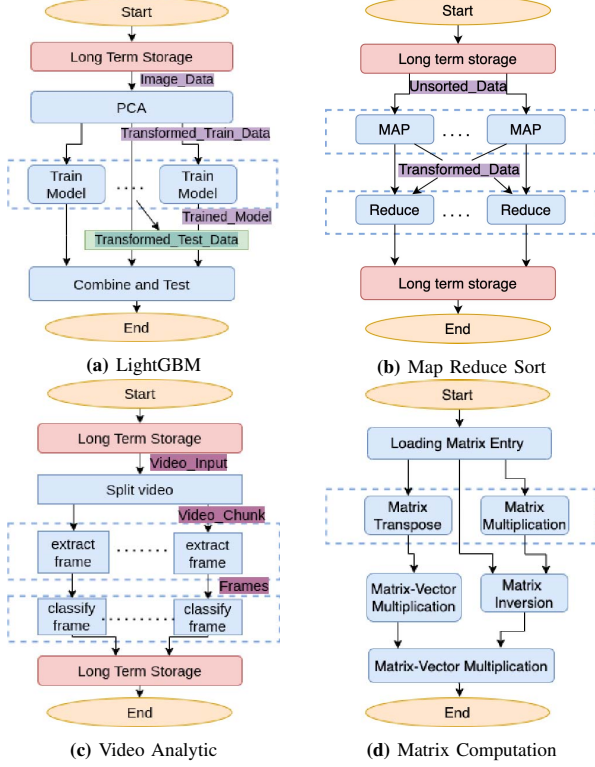 Start
Long Term Storage
Image_Data
PCA
Transformed_Train_Data
Train
Model
....
Train
Model
Trained_Model
Transformed_Test_Data
Combine and Test
End
(a) LightGBM
Start
Long term storage
Unsorted_Data
MAP
....
MAP
Transformed_Data
Reduce
....
Reduce
Long term storage
End
(b) Map Reduce Sort
Start
Long Term Storage
Video_Input
Split video
Video_Chunk
extract
frame
........
extract
frame
Frames
classify
frame
..........
classify
frame
Long Term Storage
End
(c) Video Analytic
Start
Loading Matrix Entry
Matrix
Transpose
Matrix
Multiplication
Matrix-Vector
Multiplication
Matrix
Inversion
Matrix-Vector Multiplication
End
(d) Matrix Computation